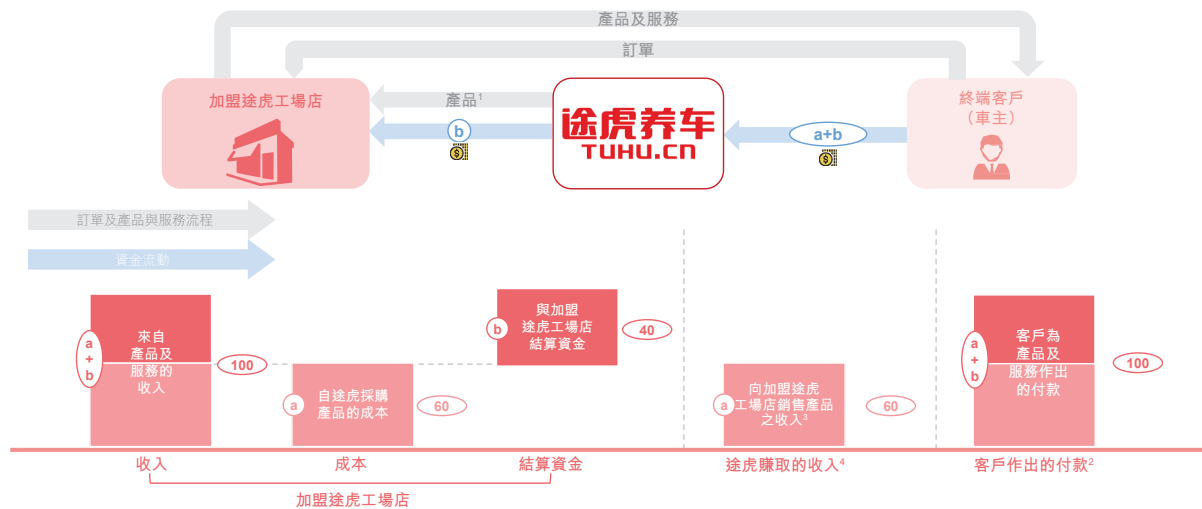 產品及服務
訂單
加盟途虎工場店
產品¹
b
途虎养车
TUHU.CN
a+b
終端客戶
（車主）
訂單及產品與服務流程
資金流動
a
+
b
來自
產品及
服務的
收入
100
a
自途虎採購
產品的成本
60
b
與加盟
途虎工場店
結算資金
40
a
向加盟途虎
工場店銷售產品
之收入³
60
a
+
b
客戶為
產品及
服務作出
的付款
100
收入
成本
結算資金
途虎賺取的收入⁴
客戶作出的付款²
加盟途虎工場店